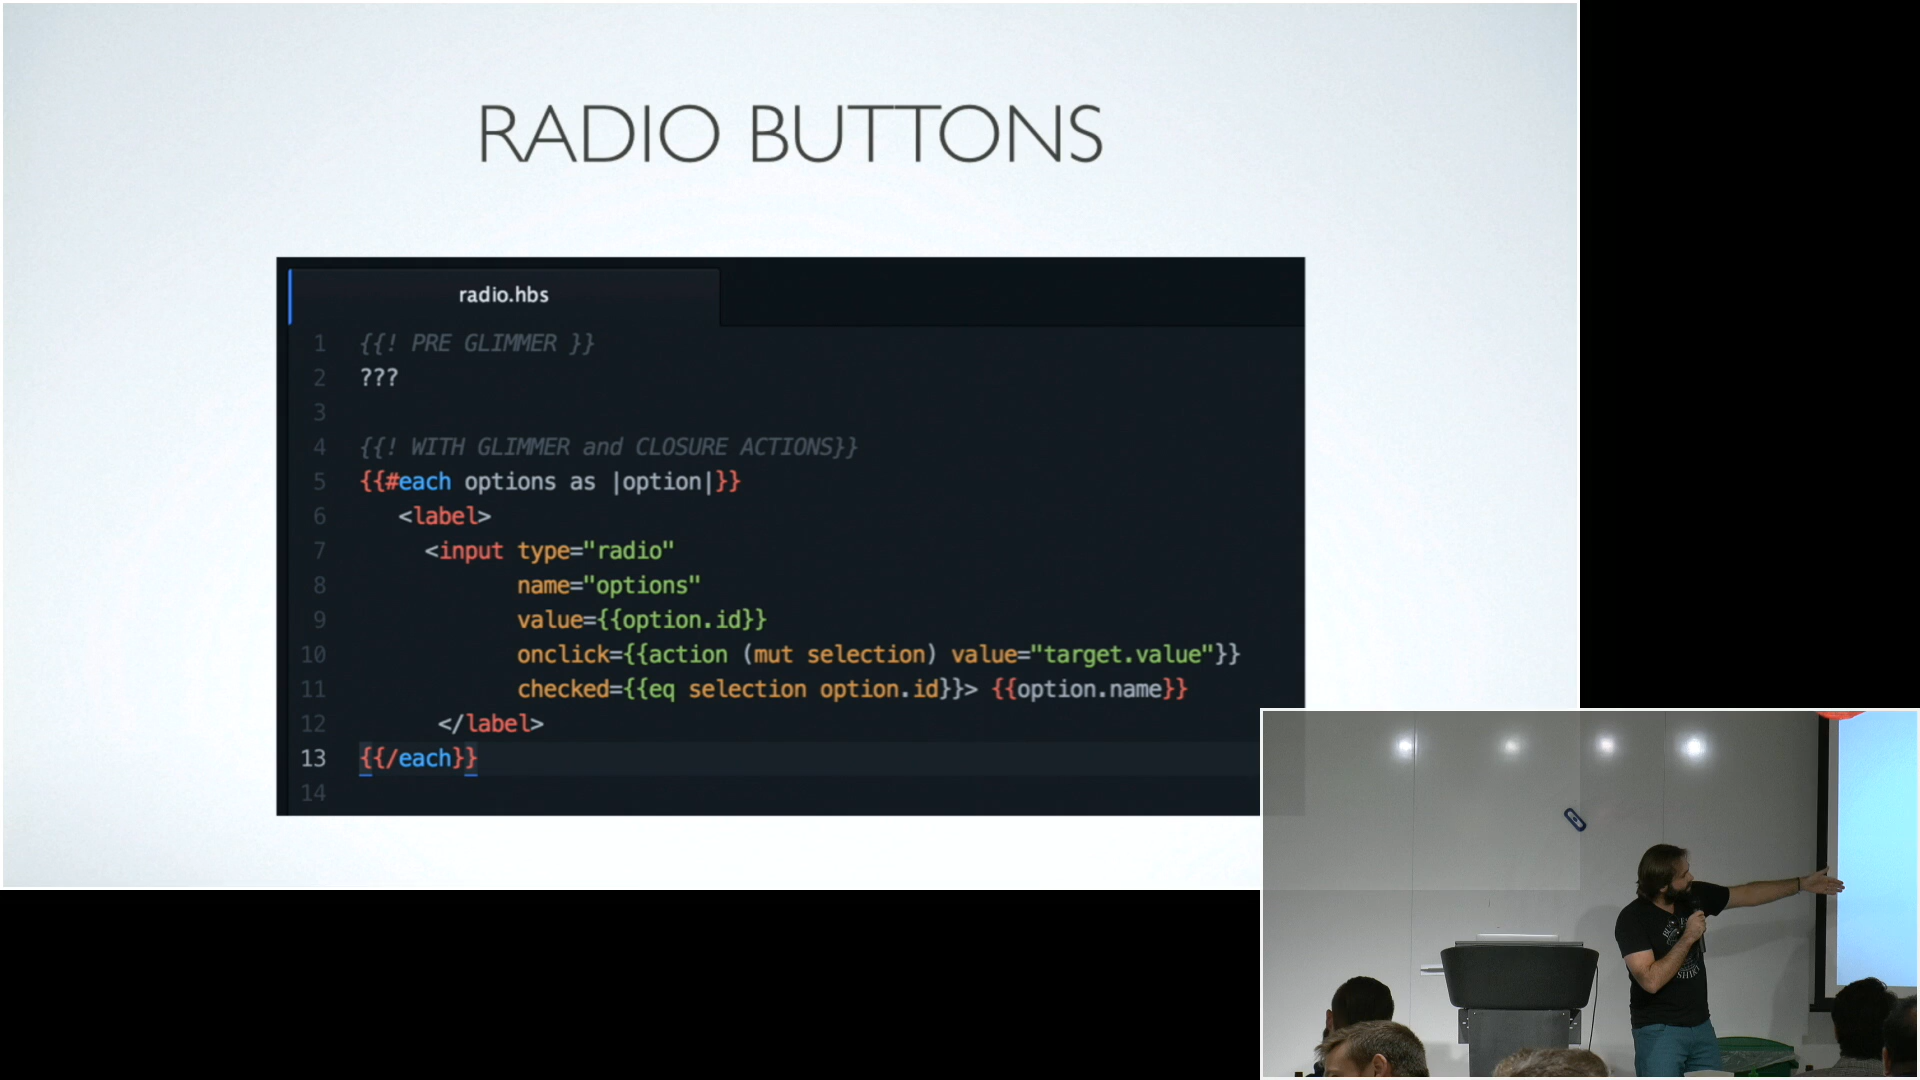 RADIO BUTTONS
radio.hbs
1 {{! PRE GLIMMER }}
2 ???
3
4 {{! WITH GLIMMER and CLOSURE ACTIONS}}
5 {{#each options as |option|}}
6 <label>
7 <input type="radio"
8 name="options"
9 value={{option.id}}
10 onclick={{action (mut selection) value="target.value"}}
11 checked={{eq selection option.id}}> {{option.name}}
12 </label>
13 {{/each}}
14